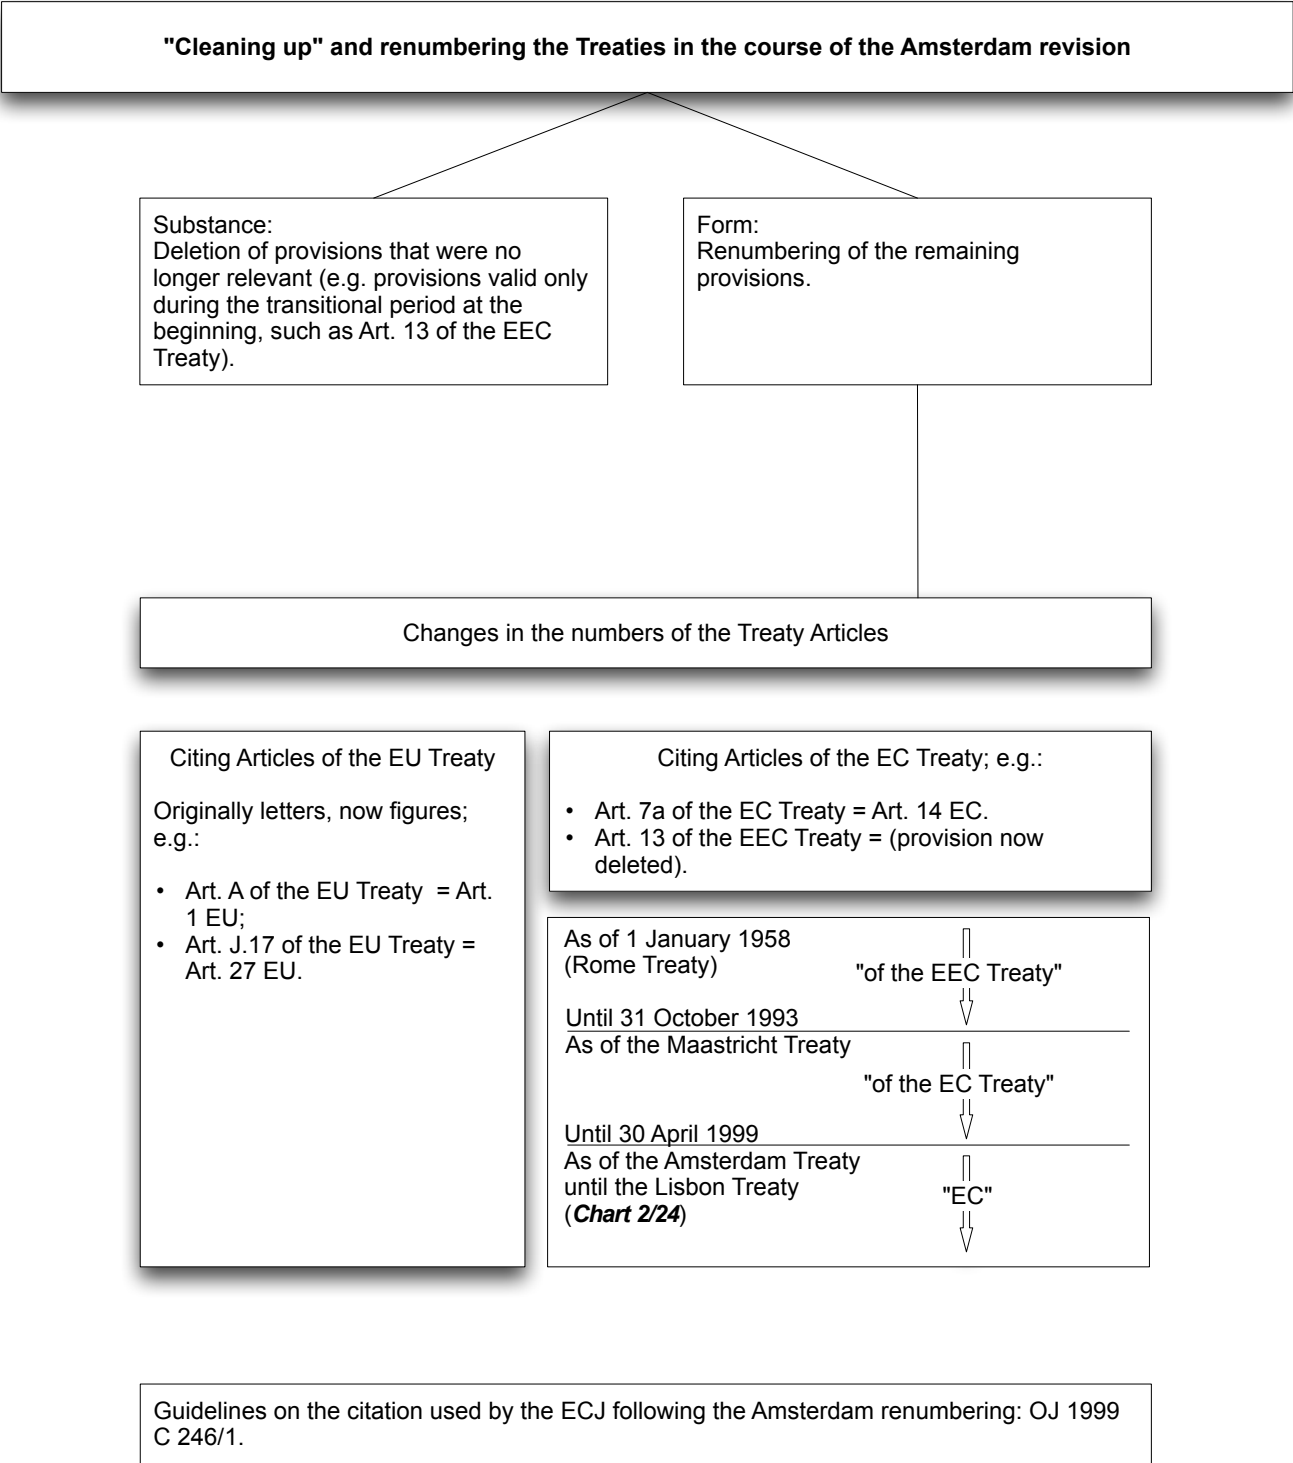 "Cleaning up" and renumbering the Treaties in the course of the Amsterdam revision
Substance:
Deletion of provisions that were no
longer relevant (e.g. provisions valid only
during the transitional period at the
beginning, such as Art. 13 of the EEC
Treaty).
Form:
Renumbering of the remaining
provisions.
Changes in the numbers of the Treaty Articles
Citing Articles of the EU Treaty
Originally letters, now figures;
e.g.:
• Art. A of the EU Treaty = Art.
1 EU;
• Art. J.17 of the EU Treaty =
Art. 27 EU.
Citing Articles of the EC Treaty; e.g.:
• Art. 7a of the EC Treaty = Art. 14 EC.
• Art. 13 of the EEC Treaty = (provision now
deleted).
As of 1 January 1958
(Rome Treaty)
"of the EEC Treaty"
Until 31 October 1993
As of the Maastricht Treaty
"of the EC Treaty"
Until 30 April 1999
As of the Amsterdam Treaty
until the Lisbon Treaty
"EC"
(Chart 2/24)
Guidelines on the citation used by the ECJ following the Amsterdam renumbering: OJ 1999
C 246/1.